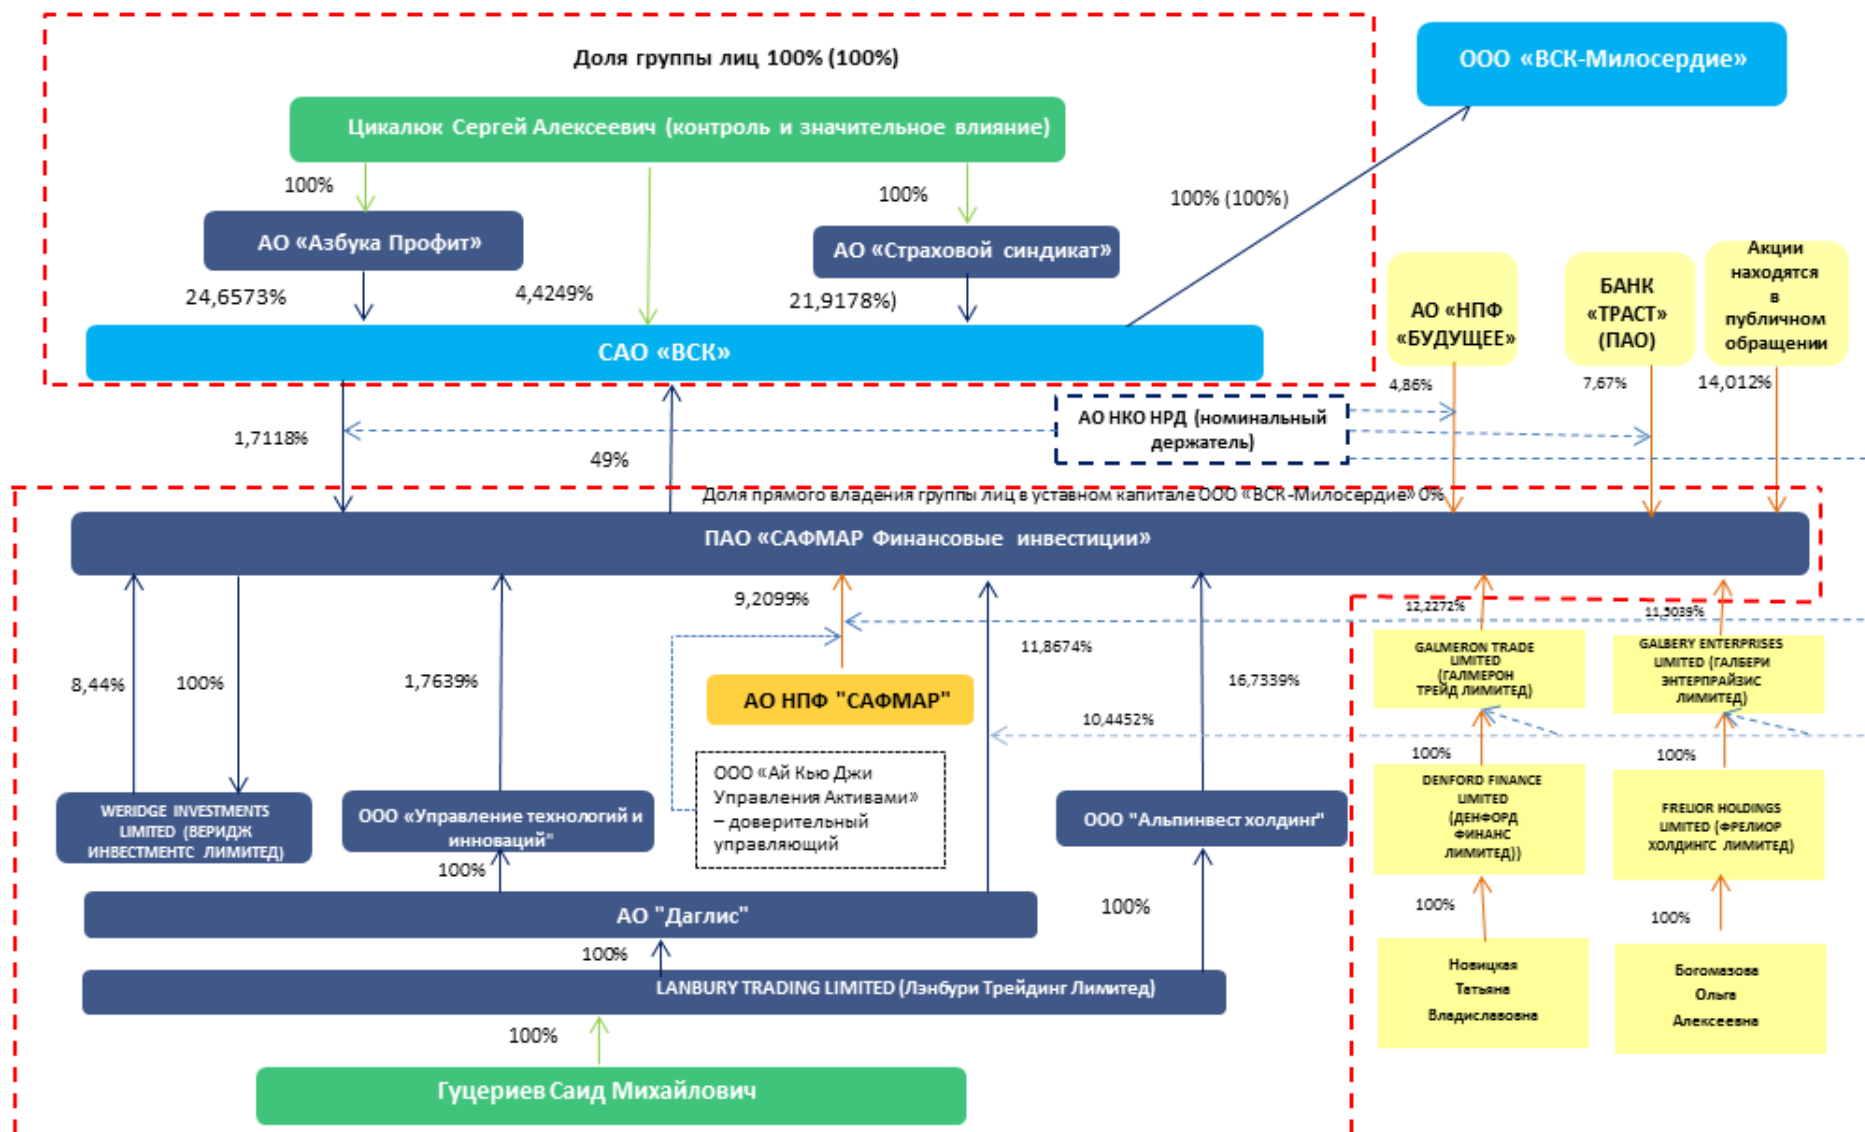 Доля группы лиц 100% (100%)
ООО «ВСК-Милосердие»
Цикалюк Сергей Алексеевич (контроль и значительное влияние)
100%
100%
100% (100%)
АО «Азбука Профит»
АО «Страховой синдикат»
24,6573%
4,4249%
21,9178%)
АО «НПФ
«БУДУЩЕЕ»
БАНК
«ТРАСТ»
(ПАО)
Акции
находятся
в
публичном
обращении
САО «ВСК»
4,86%
7,67%
14,012%
1,7118%
49%
АО НКО НРД (номинальный
держатель)
Доля прямого владения группы лиц в уставном капитале ООО «ВСК-Милосердие» 0%
ПАО «САФМАР Финансовые инвестиции»
8,44%
100%
1,7639%
9,2099%
11,8674%
10,4452%
16,7339%
12,2272%
11,3039%
АО НПФ "САФМАР"
GALMERON TRADE
LIMITED
(ГАЛМЕРОН
ТРЕЙД ЛИМИТЕД)
GALBERY ENTERPRISES
LIMITED (ГАЛБЕРИ
ЭНТЕРПРАЙЗИС
ЛИМИТЕД)
100%
100%
WERIDGE INVESTMENTS
LIMITED (ВЕРИДЖ
ИНВЕСТМЕНТС ЛИМИТЕД)
ООО «Управление технологий и
инноваций"
ООО «Ай Кью Джи
Управления Активами»
– доверительный
управляющий
ООО "Альпинвест холдинг"
DENFORD FINANCE
LIMITED
(ДЕНФОРД
ФИНАНС
ЛИМИТЕД))
FRELIOR HOLDINGS
LIMITED (ФРЕЛИОР
ХОЛДИНГС ЛИМИТЕД)
100%
100%
100%
100%
АО "Даглис"
100%
LANBURY TRADING LIMITED (Лэнбури Трейдинг Лимитед)
Новицкая
Татьяна
Владиславовна
Богомазова
Ольга
Алексеевна
100%
Гуцериев Саид Михайлович